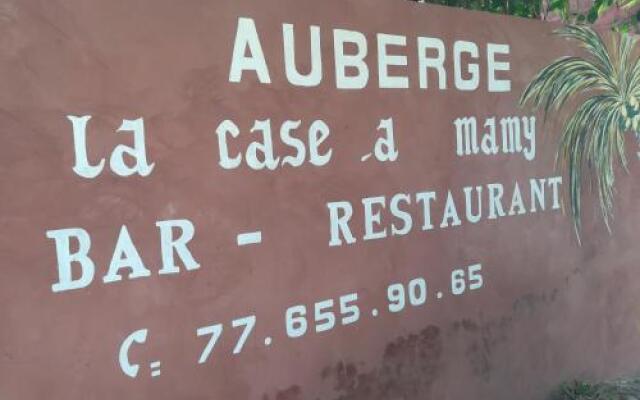 AUBERGE
La case à mamy
BAR - RESTAURANT
C= 77.655.90.65